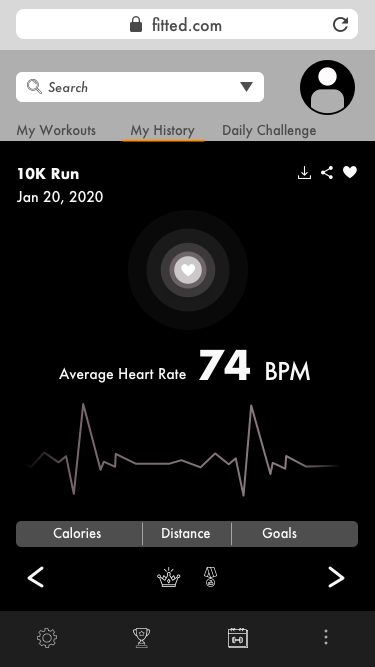 fitted.com
Search
My Workouts My History Daily Challenge
10K Run
Jan 20, 2020
Average Heart Rate 74 BPM
Calories Distance Goals